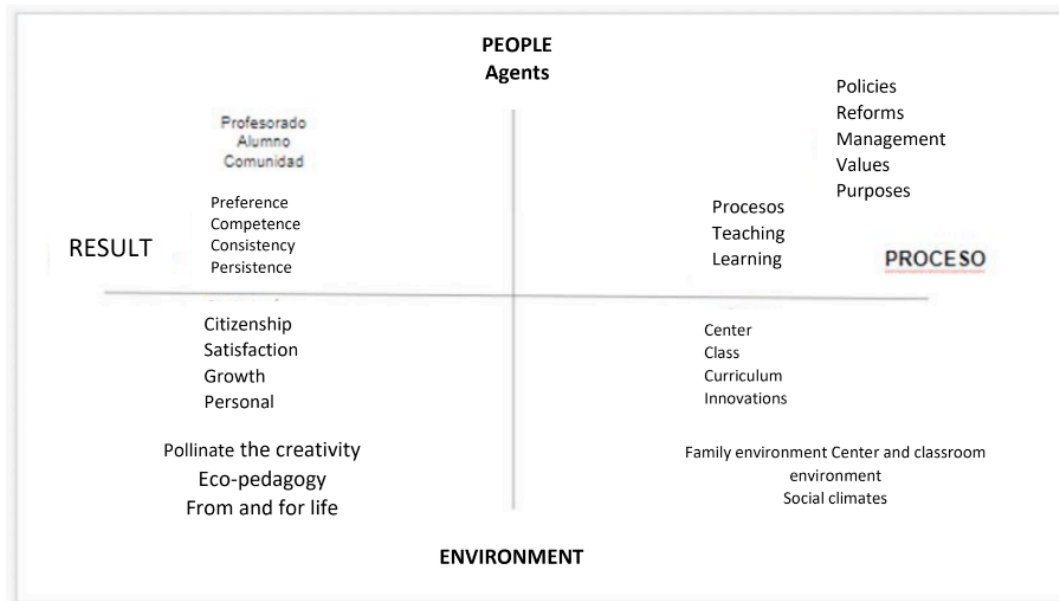 PEOPLE
Agents
Profesorado
Alumno
Comunidad
Preference
Competence
Consistency
Persistence
RESULT
Policies
Reforms
Management
Values
Purposes
Procesos
Teaching
Learning
PROCESO
Citizenship
Satisfaction
Growth
Personal
Pollinate the creativity
Eco-pedagogy
From and for life
Center
Class
Curriculum
Innovations
Family environment Center and classroom
environment
Social climates
ENVIRONMENT